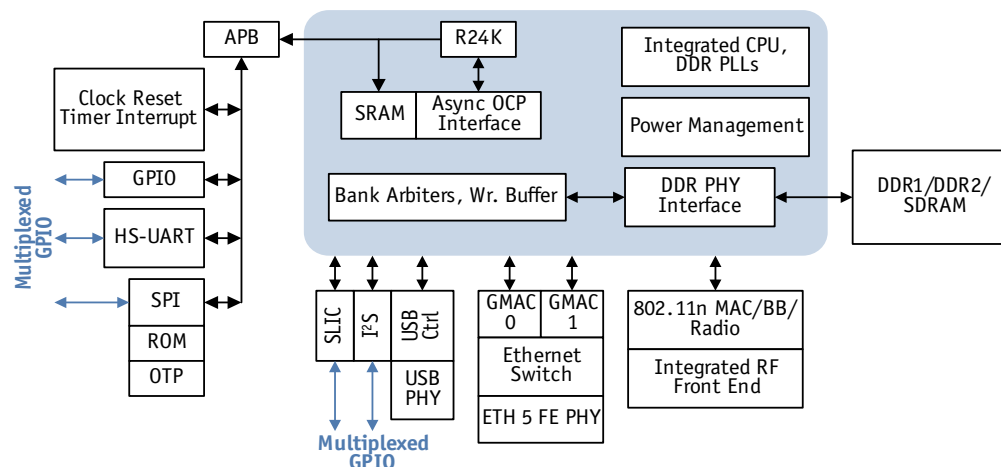 APB
R24K
Integrated CPU,
DDR PLLs
Clock Reset
Timer Interrupt
SRAM
Async OCP
Interface
Power Management
GPIO
Bank Arbiters, Wr. Buffer
DDR PHY
Interface
DDR1/DDR2/
SDRAM
Multiplexed
GPIO
HS-UART
SPI
ROM
OTP
SLIC
I²S
USB
Ctrl
USB
PHY
GMAC
0
GMAC
1
Ethernet
Switch
ETH 5 FE PHY
802.11n MAC/BB/
Radio
Integrated RF
Front End
Multiplexed
GPIO